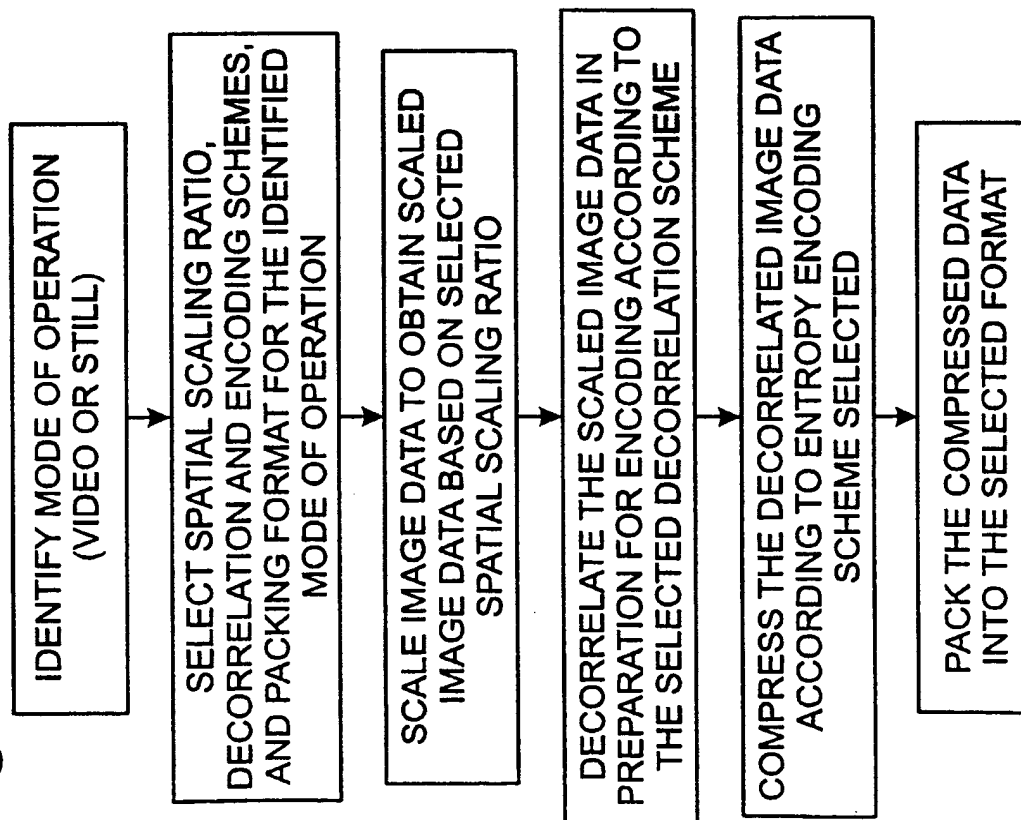 IDENTIFY MODE OF OPERATION
(VIDEO OR STILL)
SELECT SPATIAL SCALING RATIO,
DECORRELATION AND ENCODING SCHEMES,
AND PACKING FORMAT FOR THE IDENTIFIED
MODE OF OPERATION
SCALE IMAGE DATA TO OBTAIN SCALED
IMAGE DATA BASED ON SELECTED
SPATIAL SCALING RATIO
DECORRELATE THE SCALED IMAGE DATA IN
PREPARATION FOR ENCODING ACCORDING TO
THE SELECTED DECORRELATION SCHEME
COMPRESS THE DECORRELATED IMAGE DATA
ACCORDING TO ENTROPY ENCODING
SCHEME SELECTED
PACK THE COMPRESSED DATA
INTO THE SELECTED FORMAT